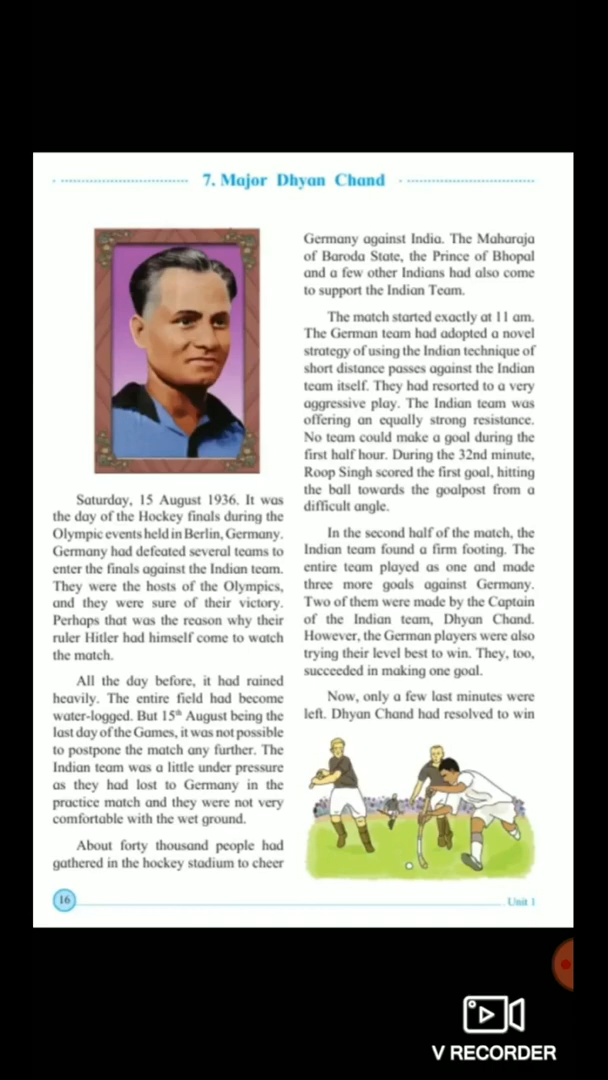 7. Major Dhyan Chand
Saturday, 15 August 1936. It was
the day of the Hockey finals during the
Olympic events held in Berlin, Germany.
Germany had defeated several teams to
enter the finals against the Indian team.
They were the hosts of the Olympics,
and they were sure of their victory.
Perhaps that was the reason why their
ruler Hitler had himself come to watch
the match.
All the day before, it had rained
heavily. The entire field had become
water-logged. But 15th August being the
last day of the Games, it was not possible
to postpone the match any further. The
Indian team was a little under pressure
as they had lost to Germany in the
practice match and they were not very
comfortable with the wet ground.
About forty thousand people had
gathered in the hockey stadium to cheer
Germany against India. The Maharaja
of Baroda State, the Prince of Bhopal
and a few other Indians had also come
to support the Indian Team.
The match started exactly at 11 am.
The German team had adopted a novel
strategy of using the Indian technique of
short distance passes against the Indian
team itself. They had resorted to a very
aggressive play. The Indian team was
offering an equally strong resistance.
No team could make a goal during the
first half hour. During the 32nd minute,
Roop Singh scored the first goal, hitting
the ball towards the goalpost from a
difficult angle.
In the second half of the match, the
Indian team found a firm footing. The
entire team played as one and made
three more goals against Germany.
Two of them were made by the Captain
of the Indian team, Dhyan Chand.
However, the German players were also
trying their level best to win. They, too,
succeeded in making one goal.
Now, only a few last minutes were
left. Dhyan Chand had resolved to win
16
Unit 1
V RECORDER